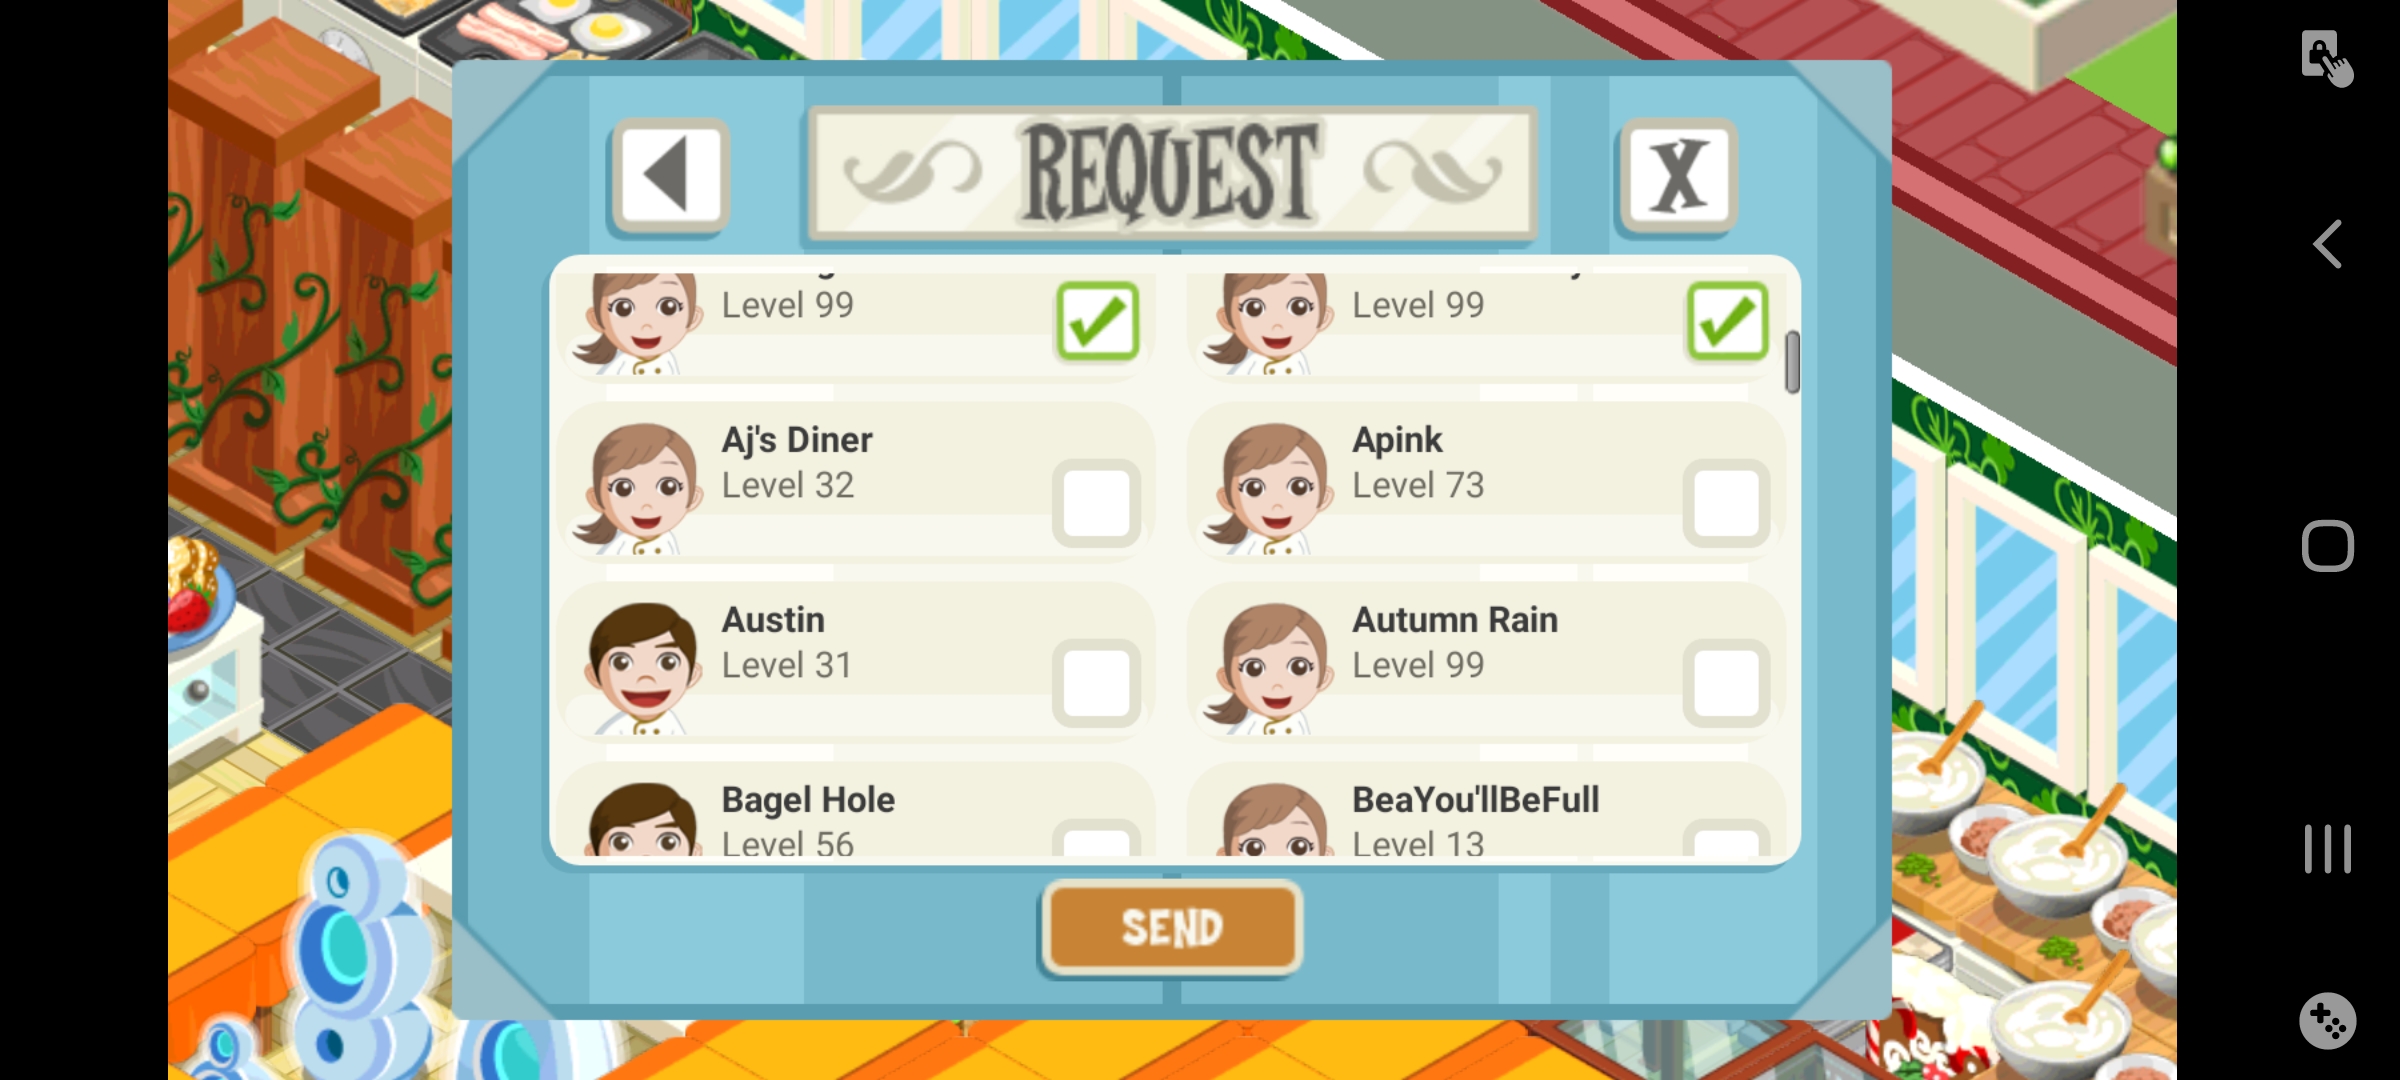 REQUEST
X
Level 99
Level 99
Aj's Diner
Level 32
Apink
Level 73
Austin
Level 31
Autumn Rain
Level 99
Bagel Hole
Level 56
BeaYou'llBeFull
Level 13
SEND